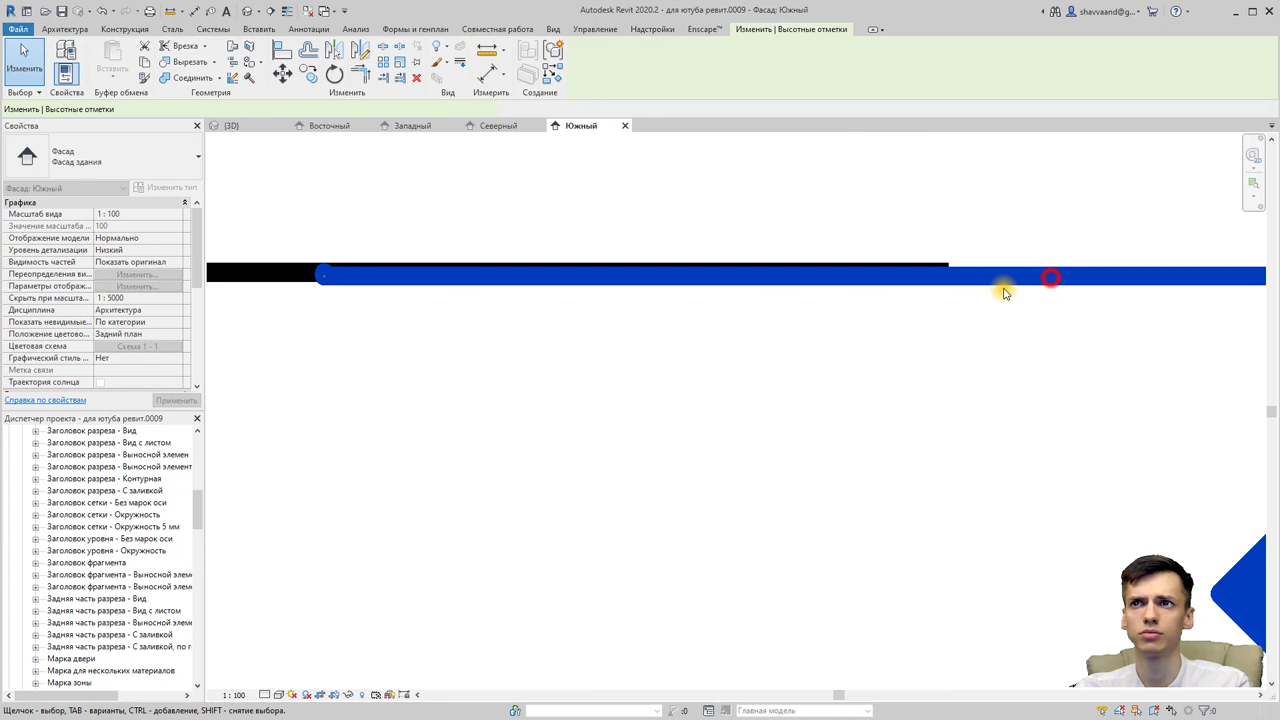 Autodesk Revit 2020.2 - для ютуба ревит.0009 - Фасад: Южный
shavvaand@g...
Файл Архитектура Конструкция Сталь Системы Вставить Аннотации Анализ Формы и генплан Совместная работа Вид Управление Надстройки Enscape™ Изменить | Высотные отметки
Врезка
Вырезать
Соединить
Изменить Вставить
Выбор Свойства Буфер обмена Геометрия Изменить Вид Измерить Создание
Изменить | Высотные отметки
Свойства
{3D} Восточный Западный Северный Южный
Фасад
Фасад здания
Фасад: Южный Изменить тип
Графика
Масштаб вида 1 : 100
Значение масштаба ... 100
Отображение модели Нормально
Уровень детализации Низкий
Видимость частей Показать оригинал
Переопределения ви... Изменить...
Параметры отображ... Изменить...
Скрыть при масшта... 1 : 5000
Дисциплина Архитектура
Показать невидимые... По категории
Положение цветово... Задний план
Цветовая схема Схема 1 - 1
Графический стиль ... Нет
Метка связи
Траектория солнца
Справка по свойствам Применить
Диспетчер проекта - для ютуба ревит.0009
Заголовок разреза - Вид
Заголовок разреза - Вид с листом
Заголовок разреза - Выносной элемен
Заголовок разреза - Выносной элемент
Заголовок разреза - Контурная
Заголовок разреза - С заливкой
Заголовок сетки - Без марок оси
Заголовок сетки - Окружность
Заголовок сетки - Окружность 5 мм
Заголовок уровня - Без марок оси
Заголовок уровня - Окружность
Заголовок фрагмента
Заголовок фрагмента - Выносной элем
Заголовок фрагмента - Выносной элем
Задняя часть разреза - Вид
Задняя часть разреза - Вид с листом
Задняя часть разреза - Выносной элем
Задняя часть разреза - Выносной элем
Задняя часть разреза - С заливкой
Задняя часть разреза - С заливкой, по г
Марка двери
Марка для нескольких материалов
Марка зоны
1 : 100
Щелчок - выбор, TAB - варианты, CTRL - добавление, SHIFT - снятие выбора. :0 Главная модель :0